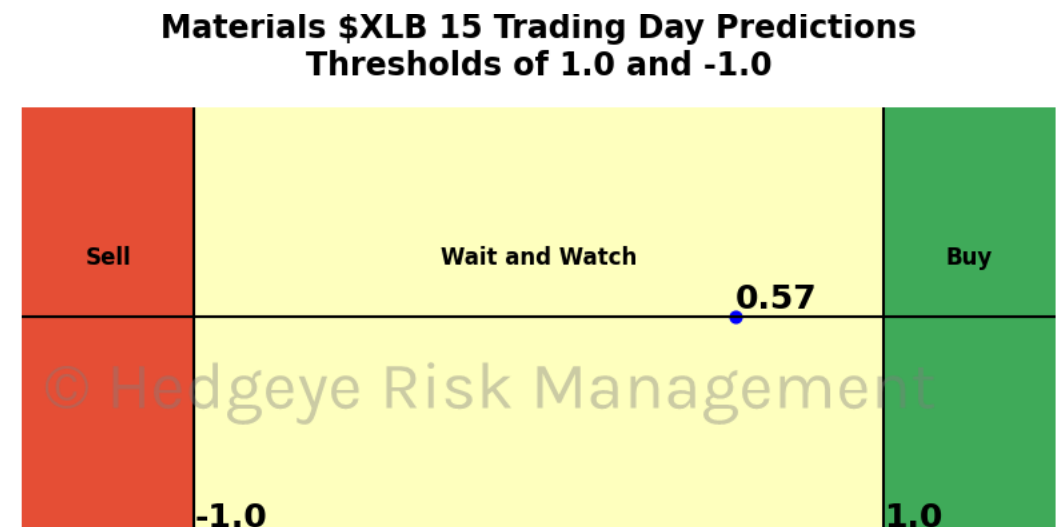 Materials $XLB 15 Trading Day Predictions
Thresholds of 1.0 and -1.0
Sell
Wait and Watch
Buy
0.57
© Hedgeye Risk Management
-1.0
1.0